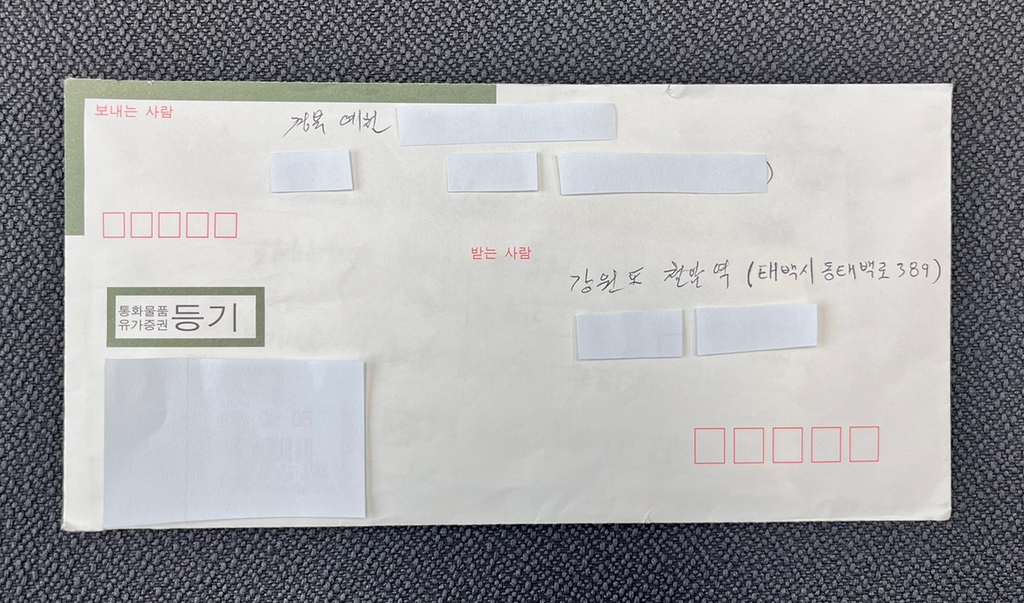 보내는 사람
경북 예천
받는 사람
강원도 철암역 (태백시 동태백로 389)
통화물품
유가증권 등기